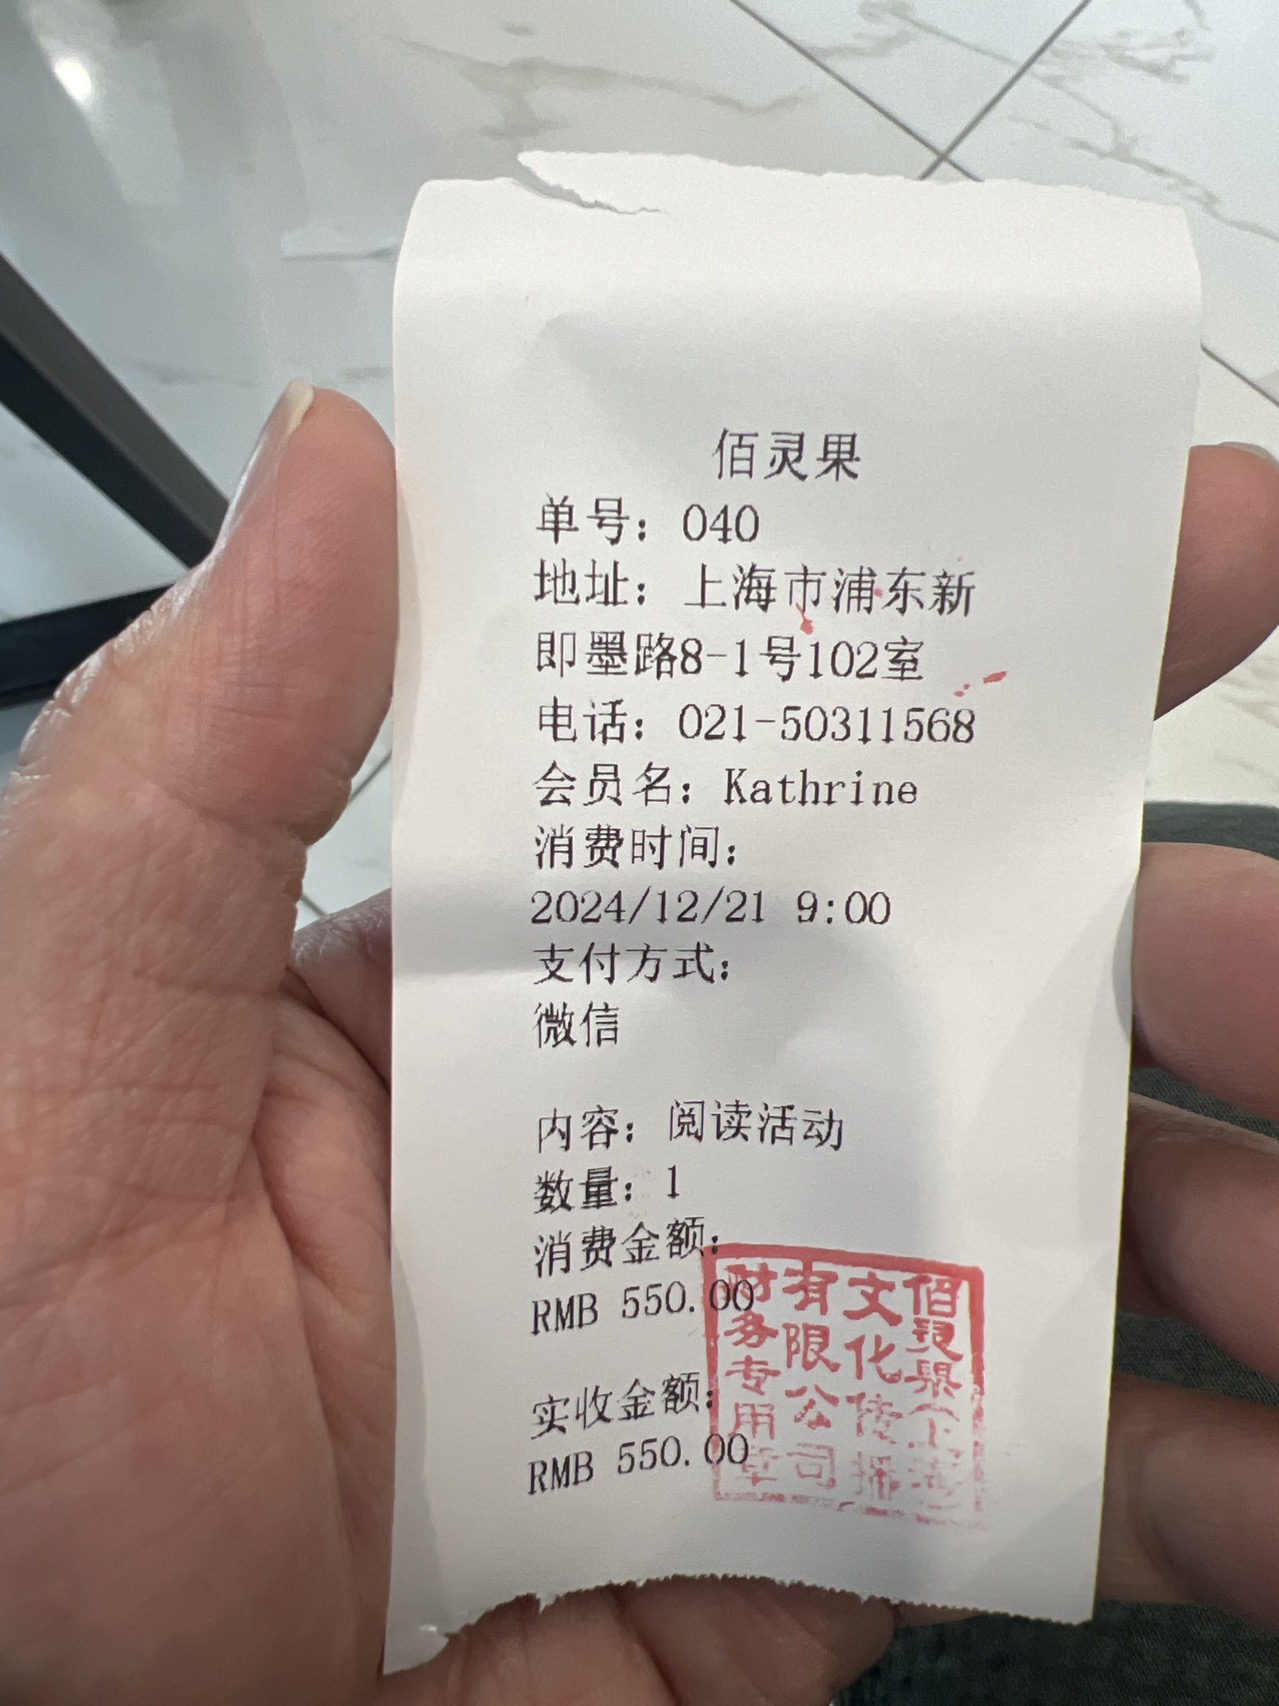 佰灵果
单号：040
地址：上海市浦东新
即墨路8-1号102室
电话：021-50311568
会员名：Kathrine
消费时间：
2024/12/21 9:00
支付方式：
微信
内容：阅读活动
数量：1
消费金额：
RMB 550.00
实收金额：
RMB 550.00
佰灵果
文化传播
有限公司
财务专用章